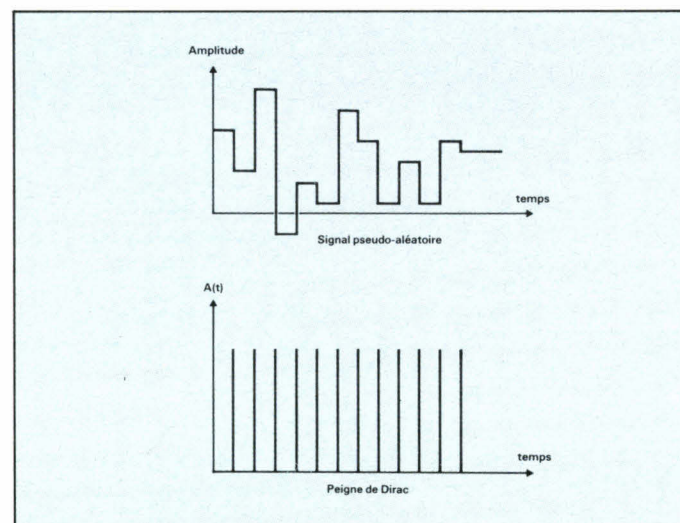 Amplitude
temps
Signal pseudo-aléatoire
A(t)
temps
Peigne de Dirac